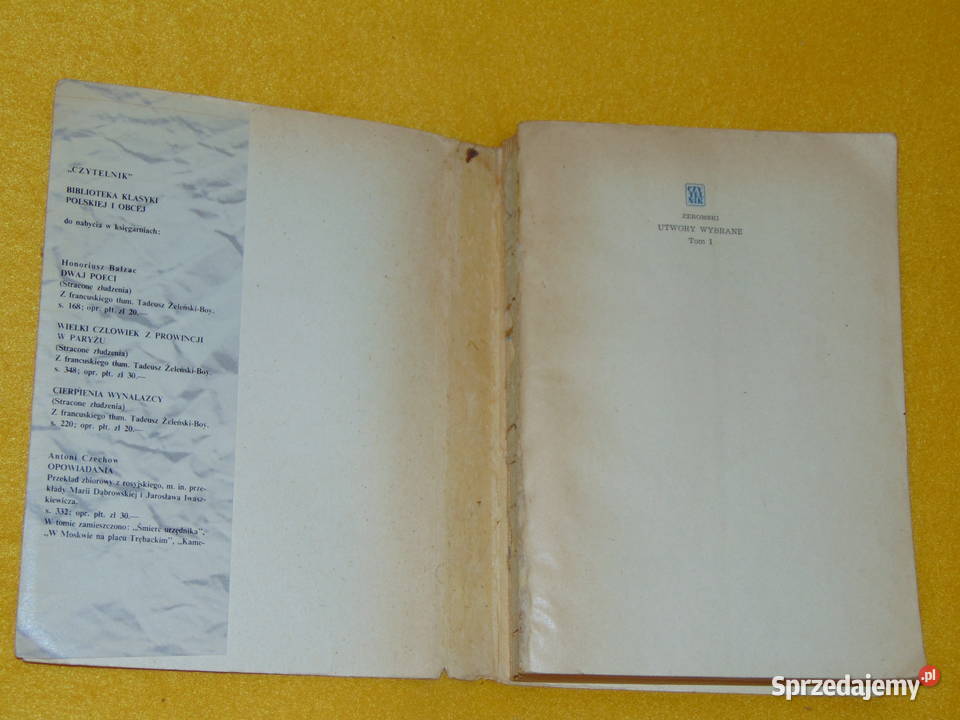 „CZYTELNIK"
BIBLIOTEKA KLASYKI
POLSKIEJ I OBCEJ
do nabycia w księgarniach:
Honoriusz Balzac
DWAJ POECI
(Stracone złudzenia)
Z francuskiego tłum. Tadeusz Żeleński-Boy.
s. 168; opr. płt. zł 20.—
WIELKI CZŁOWIEK Z PROWINCJI
W PARYŻU
(Stracone złudzenia)
Z francuskiego tłum. Tadeusz Żeleński-Boy.
s. 348; opr. płt. zł 30.—
CIERPIENIA WYNALAZCY
(Stracone złudzenia)
Z francuskiego tłum. Tadeusz Żeleński-Boy.
s. 220; opr. płt. zł 20.—
Antoni Czechow
OPOWIADANIA
Przekład zbiorowy z rosyjskiego, m. in. prze-
kłady Marii Dąbrowskiej i Jarosława Iwasz-
kiewicza.
s. 332; opr. płt. zł 30.—
W tomie zamieszczono: „Śmierć urzędnika",
„W Moskwie na placu Trębackim", „Kame-
CZY
TEL
NIK
ŻEROMSKI
UTWORY WYBRANE
Tom 1
Sprzedajemy.pl